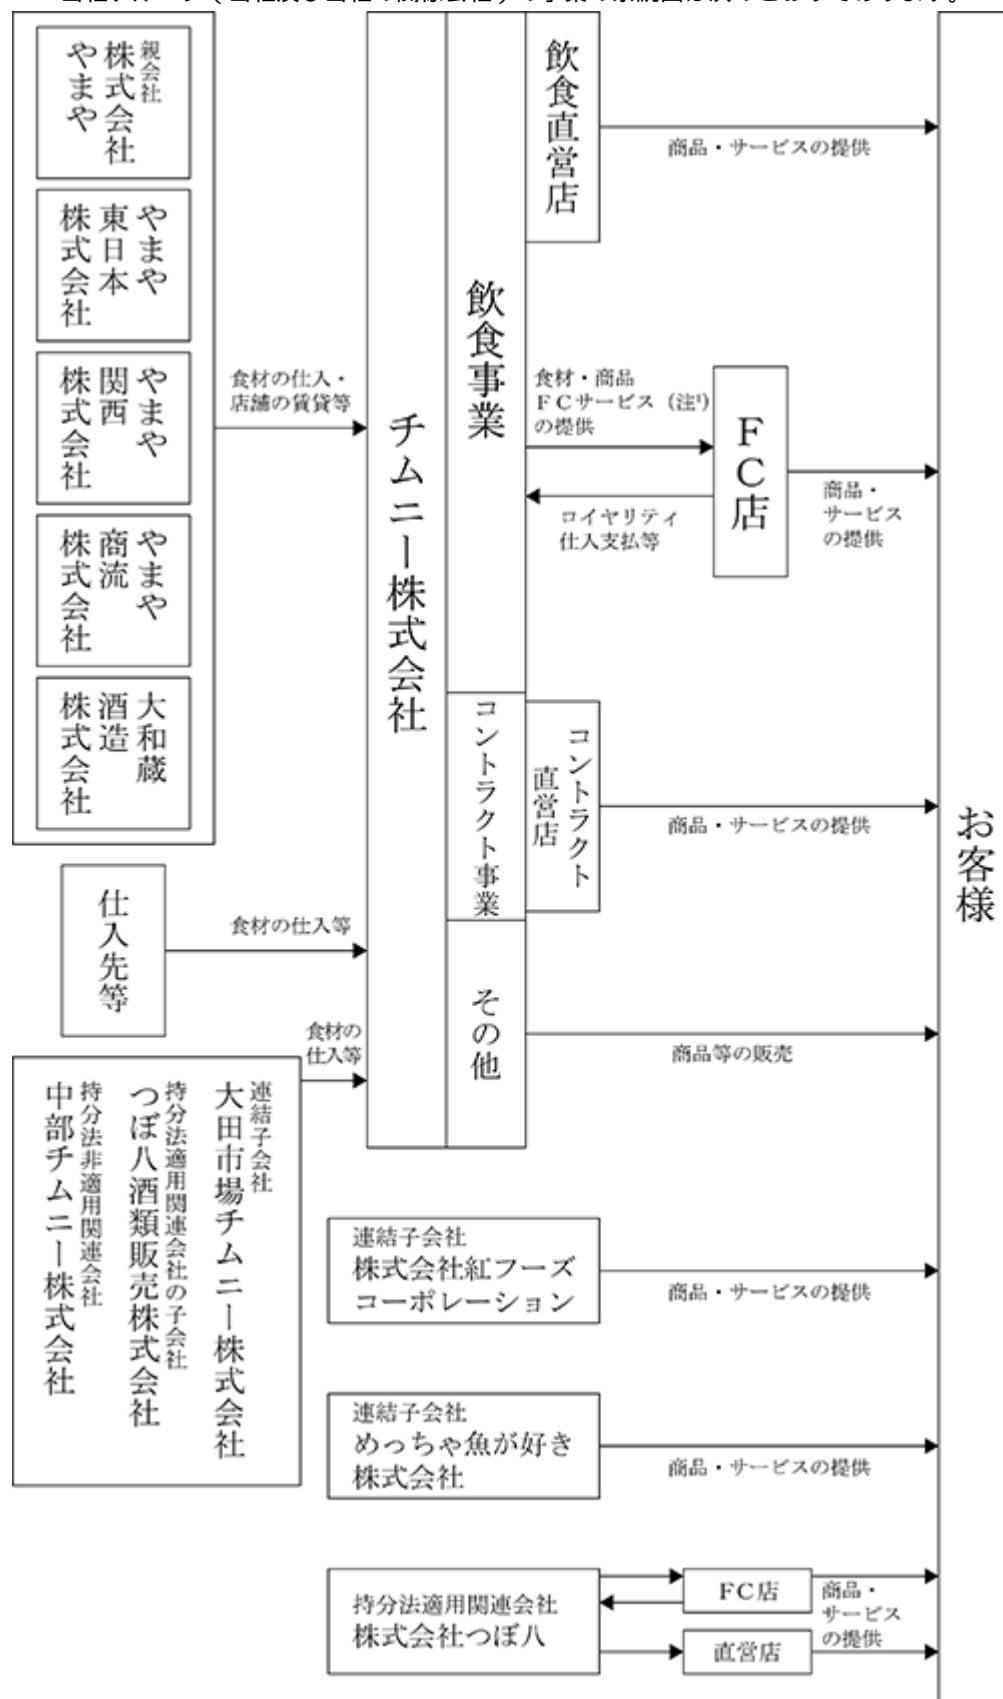 当社グループ(当社及び当社の関係会社)の事業の系統図は次のとおりであります。
親会社
株式会社
やまや
やまや
東日本
株式会社
やまや
関西
株式会社
やまや
商流
株式会社
大和蔵
酒造
株式会社
食材の仕入・
店舗の賃貸等
仕入先等
食材の仕入等
食材の
仕入等
連結子会社
大田市場チムニー株式会社
持分法適用関連会社の子会社
つぼ八酒類販売株式会社
持分法非適用関連会社
中部チムニー株式会社
チムニー株式会社
飲食事業
飲食直営店
商品・サービスの提供
食材・商品
FCサービス(注¹)
の提供
ロイヤリティ
仕入支払等
FC店
商品・
サービス
の提供
コントラクト事業
コントラクト
直営店
商品・サービスの提供
その他
商品等の販売
連結子会社
株式会社紅フーズ
コーポレーション
商品・サービスの提供
連結子会社
めっちゃ魚が好き
株式会社
商品・サービスの提供
持分法適用関連会社
株式会社つぼ八
FC店
直営店
商品・
サービス
の提供
お客様